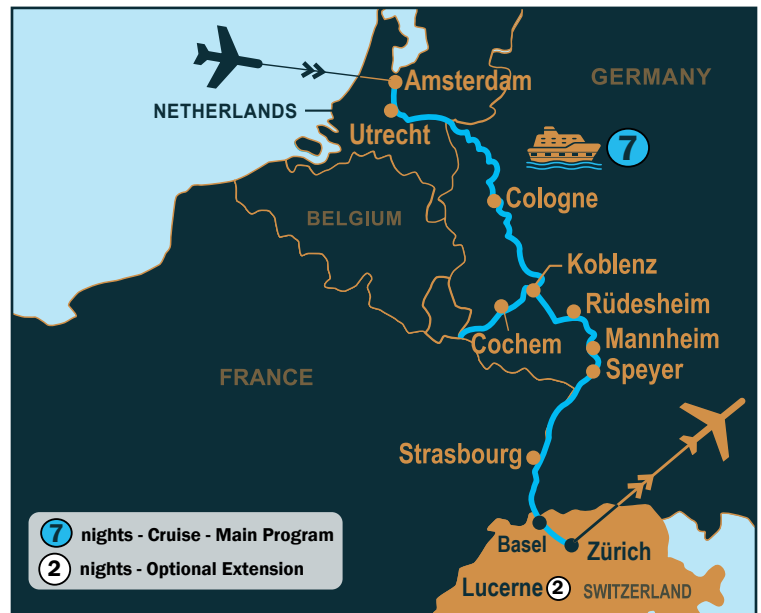 Amsterdam
GERMANY
NETHERLANDS
Utrecht
7
Cologne
BELGIUM
Koblenz
Rüdesheim
Cochem
Mannheim
Speyer
FRANCE
Strasbourg
7 nights - Cruise - Main Program
2 nights - Optional Extension
Basel
Zürich
Lucerne 2 SWITZERLAND